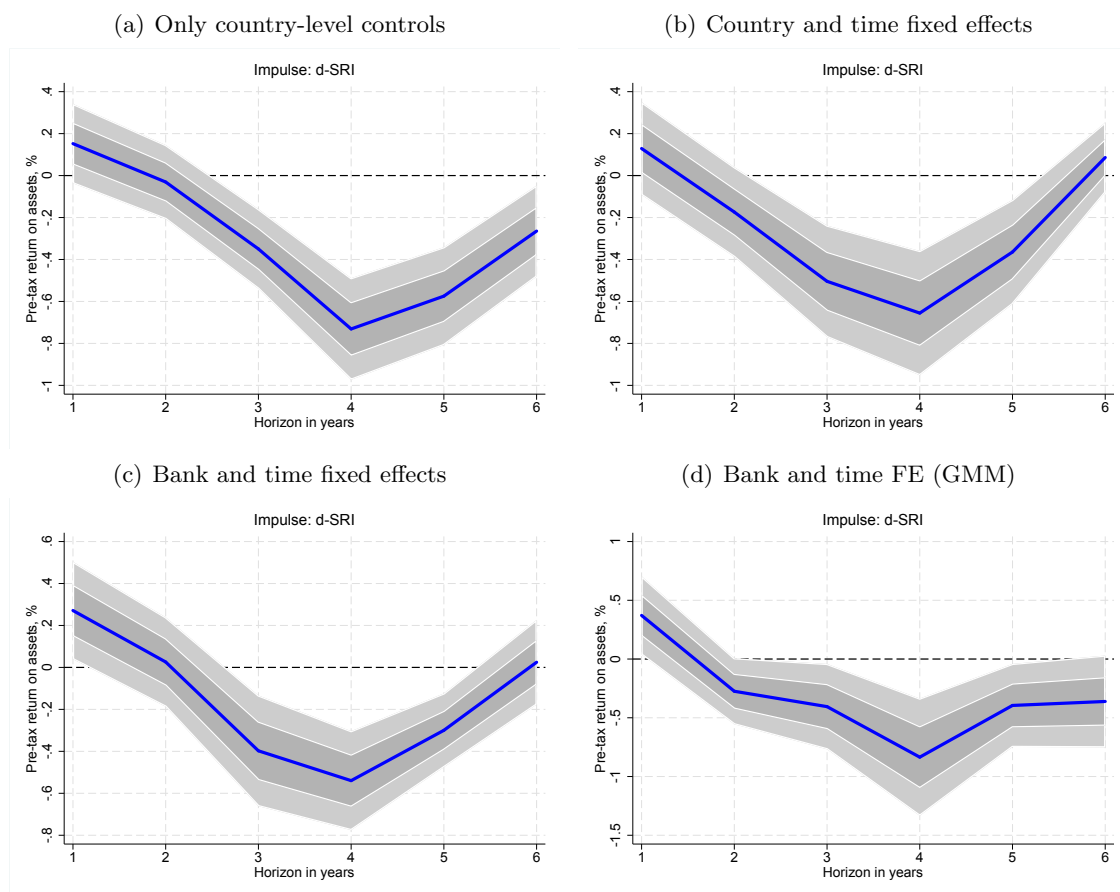 (a) Only country-level controls
Impulse: d-SRI
Pre-tax return on assets, %
.4
.2
0
-.2
-.4
-.6
-.8
-1
1 2 3 4 5 6
Horizon in years
(b) Country and time fixed effects
Impulse: d-SRI
Pre-tax return on assets, %
.4
.2
0
-.2
-.4
-.6
-.8
-1
1 2 3 4 5 6
Horizon in years
(c) Bank and time fixed effects
Impulse: d-SRI
Pre-tax return on assets, %
.6
.4
.2
0
-.2
-.4
-.6
-.8
1 2 3 4 5 6
Horizon in years
(d) Bank and time FE (GMM)
Impulse: d-SRI
Pre-tax return on assets, %
1
.5
0
-.5
-1
-1.5
1 2 3 4 5 6
Horizon in years